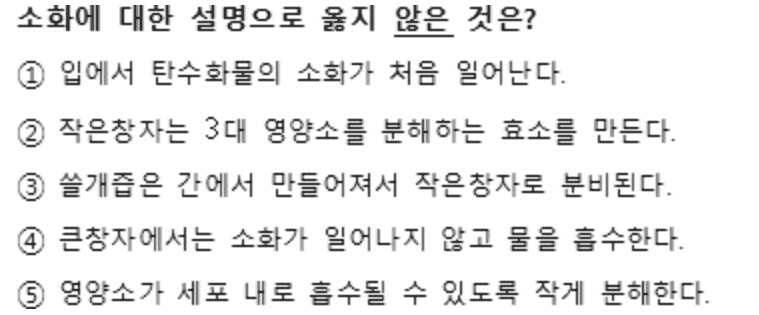 소화에 대한 설명으로 옳지 않은 것은?
① 입에서 탄수화물의 소화가 처음 일어난다.
② 작은창자는 3대 영양소를 분해하는 효소를 만든다.
③ 쓸개즙은 간에서 만들어져서 작은창자로 분비된다.
④ 큰창자에서는 소화가 일어나지 않고 물을 흡수한다.
⑤ 영양소가 세포 내로 흡수될 수 있도록 작게 분해한다.